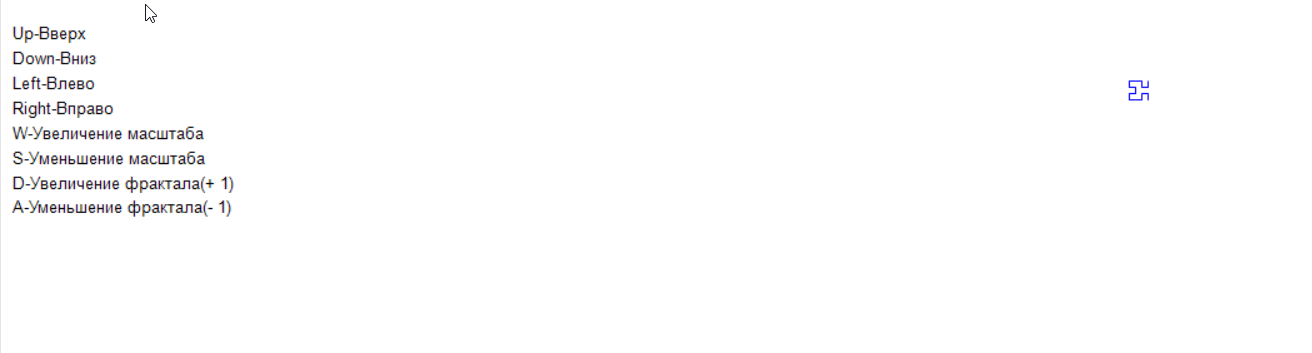 Up-Вверх
Down-Вниз
Left-Влево
Right-Вправо
W-Увеличение масштаба
S-Уменьшение масштаба
D-Увеличение фрактала(+ 1)
A-Уменьшение фрактала(- 1)